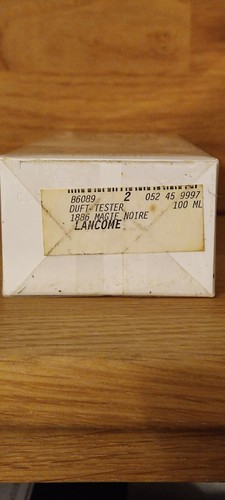 B6089 2 052 45 9997
DUFT-TESTER 100 ML
1886 MAGIE NOIRE
LANCOME